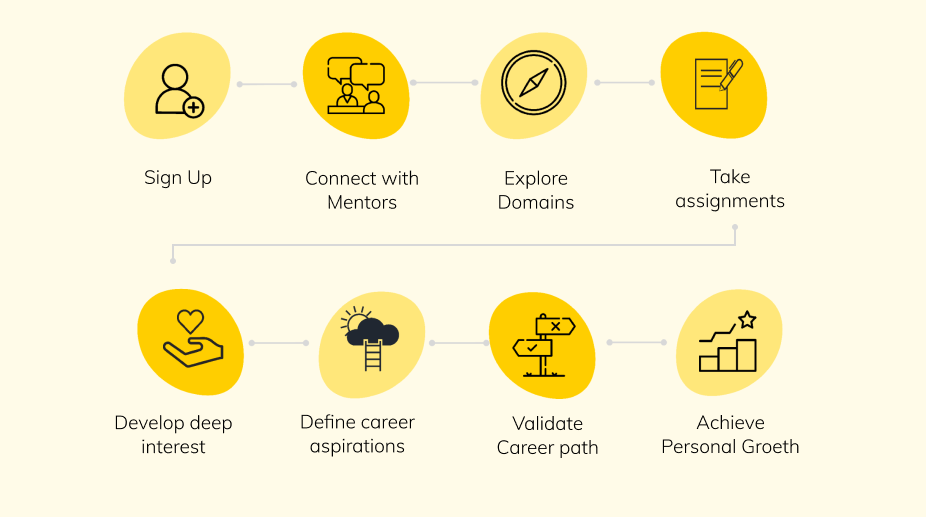 Sign Up
Connect with
Mentors
Explore
Domains
Take
assignments
Develop deep
interest
Define career
aspirations
Validate
Career path
Achieve
Personal Groeth